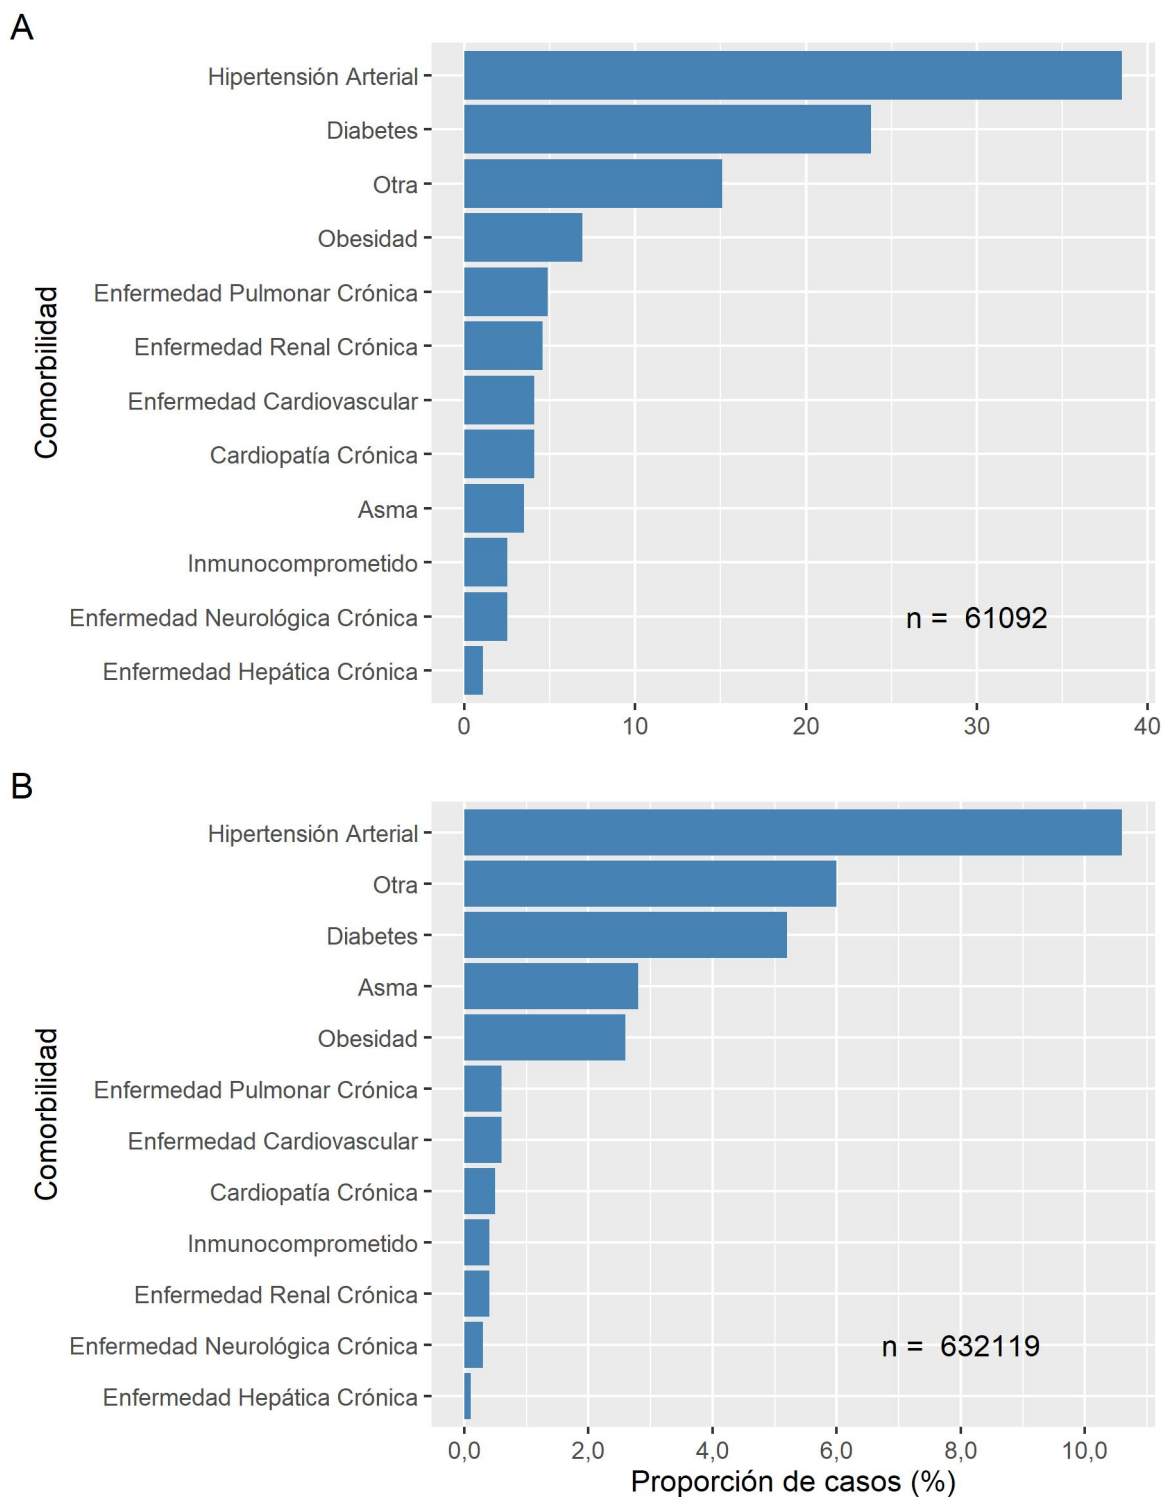 A
Hipertensión Arterial
Diabetes
Otra
Obesidad
Enfermedad Pulmonar Crónica
Enfermedad Renal Crónica
Enfermedad Cardiovascular
Cardiopatía Crónica
Asma
Inmunocomprometido
Enfermedad Neurológica Crónica
Enfermedad Hepática Crónica
Comorbilidad
n = 61092
0 10 20 30 40
B
Hipertensión Arterial
Otra
Diabetes
Asma
Obesidad
Enfermedad Pulmonar Crónica
Enfermedad Cardiovascular
Cardiopatía Crónica
Inmunocomprometido
Enfermedad Renal Crónica
Enfermedad Neurológica Crónica
Enfermedad Hepática Crónica
Comorbilidad
n = 632119
0,0 2,0 4,0 6,0 8,0 10,0
Proporción de casos (%)